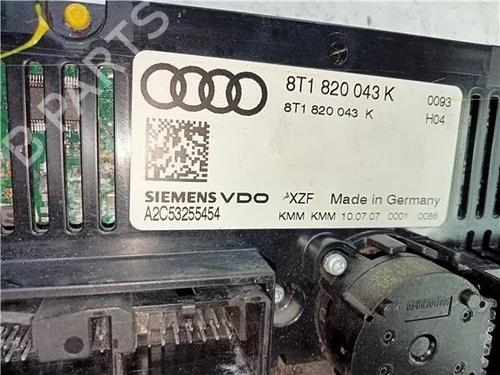 B-PARTS
8T1 820 043 K 0093
8T1 820 043 K H04
SIEMENS VDO XZF Made in Germany
A2C53255454 KMM KMM 10.07.07 0001 0086